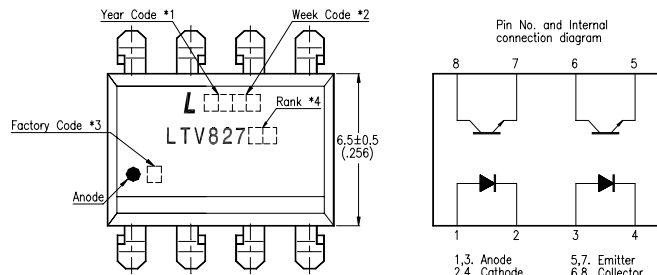 Year Code *1
Week Code *2
L
Rank *4
Factory Code *3
LTV827
6.5±0.5
(.256)
Anode
Pin No. and Internal
connection diagram
8 7 6 5
1 2 3 4
1,3. Anode 5,7. Emitter
2,4. Cathode 6,8. Collector